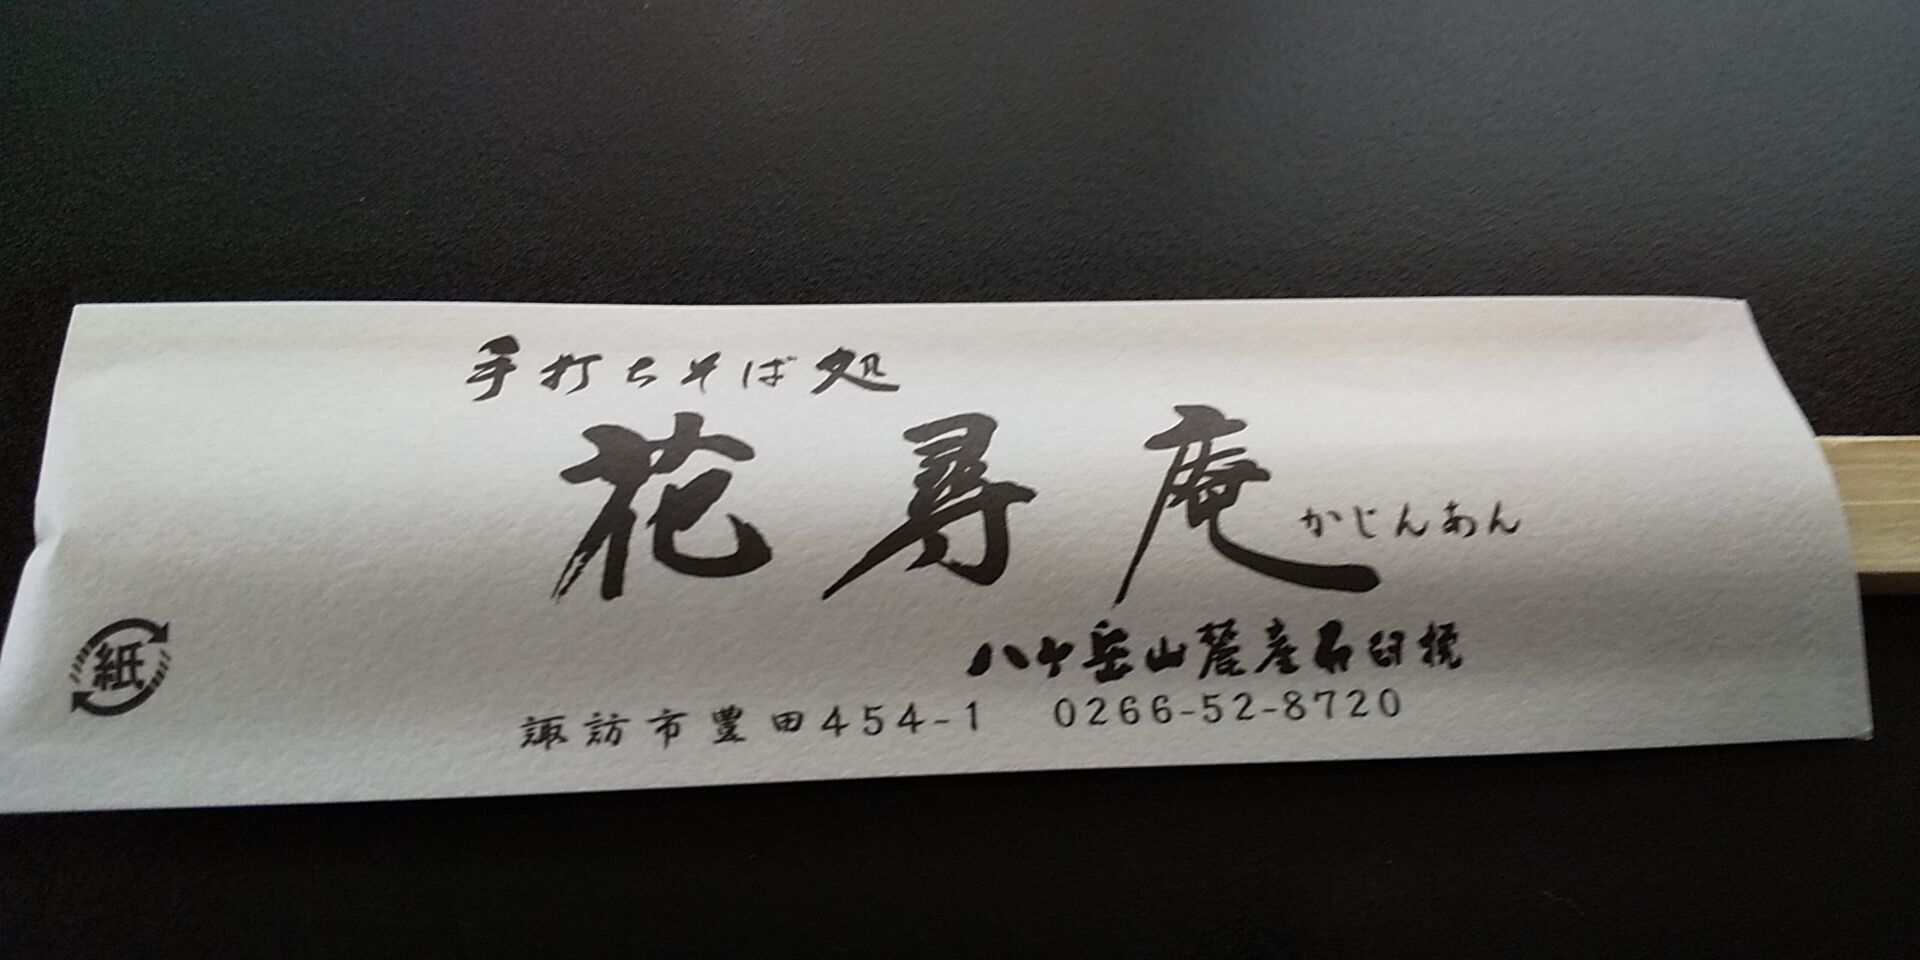 手打ちそば処
花尋庵 かじんあん
八ヶ岳山麓産石臼挽
諏訪市豊田454-1 0266-52-8720
紙